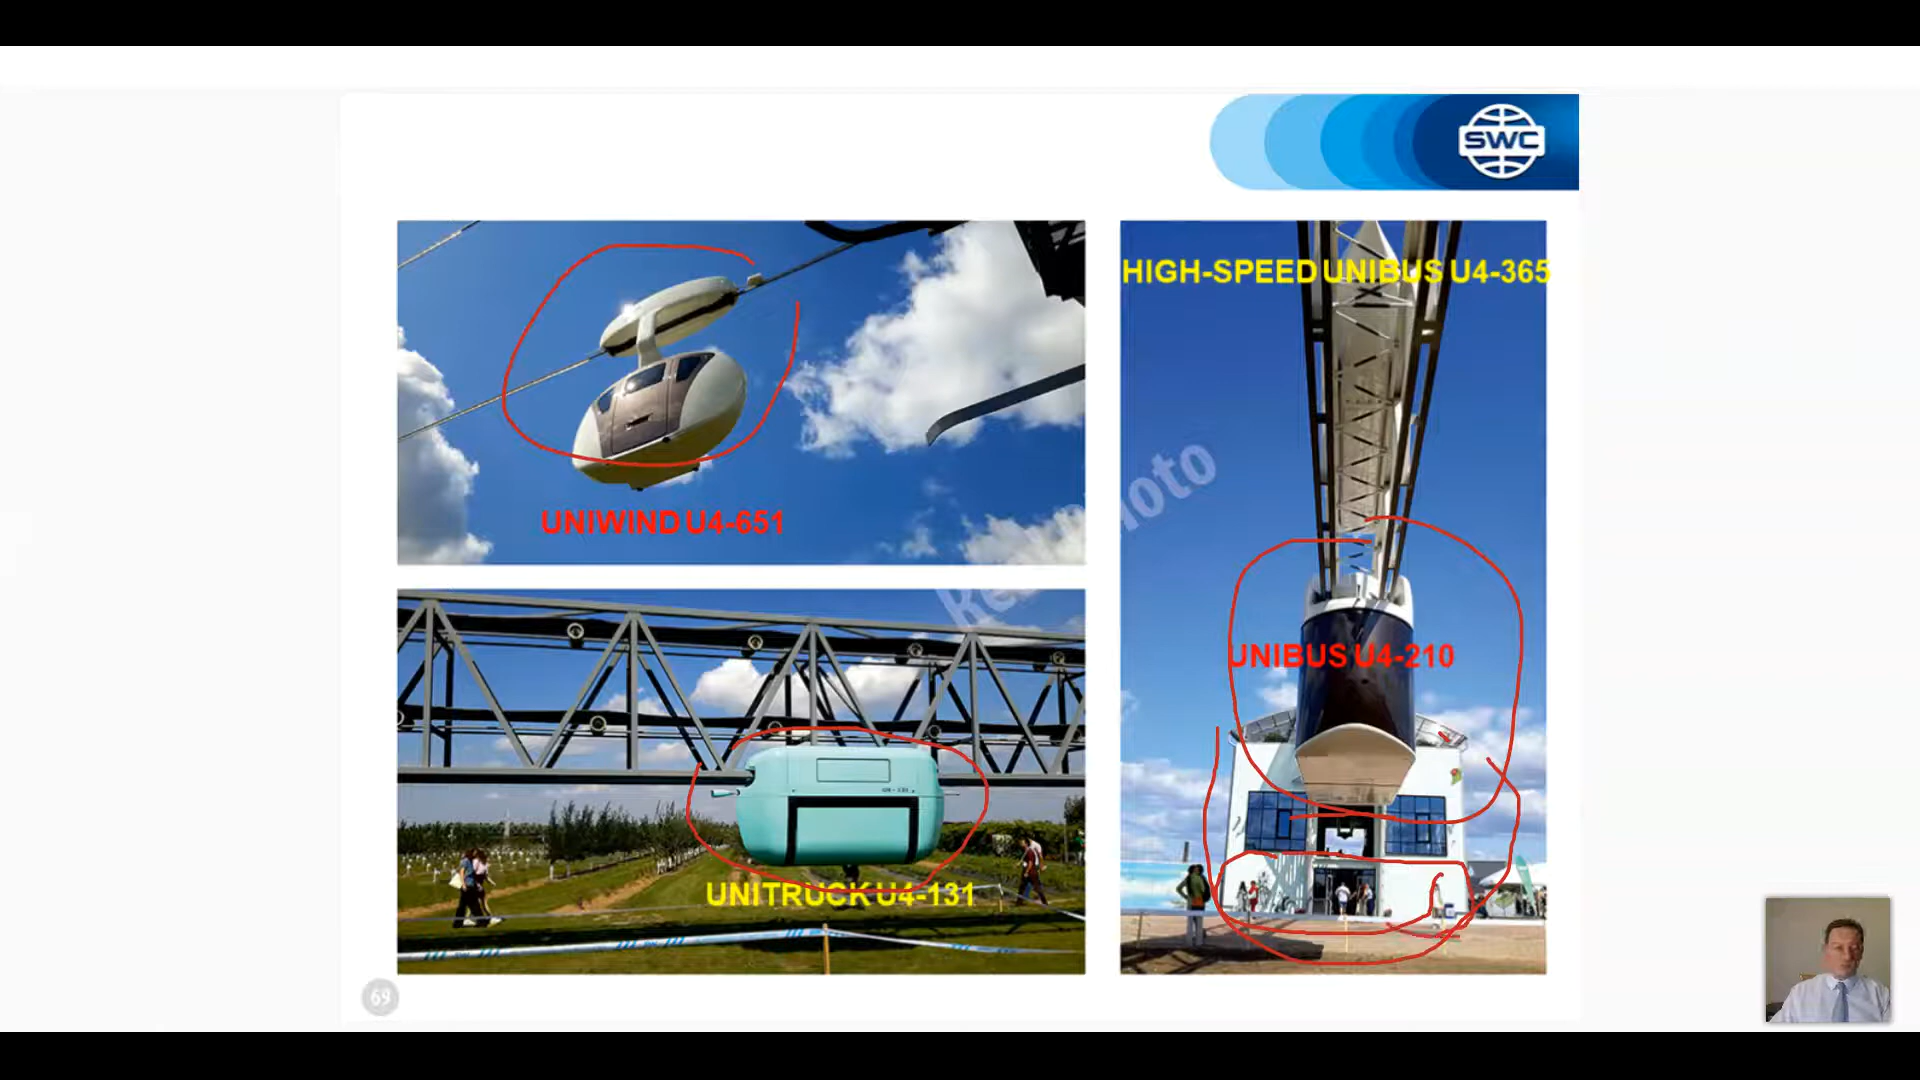 SWC
UNIWIND U4-651
HIGH-SPEED UNIBUS U4-365
UNIBUS U4-210
UNITRUCK U4-131
69